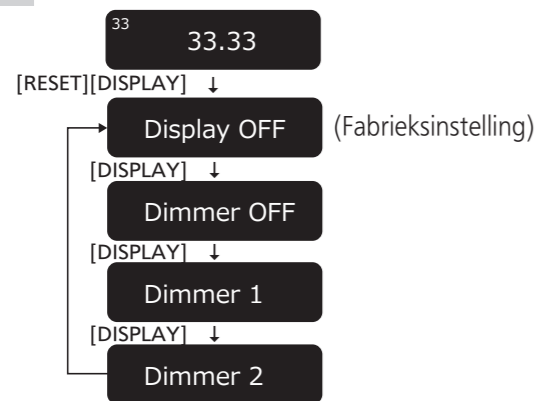 33
33.33
[RESET][DISPLAY] ↓
Display OFF (Fabrieksinstelling)
[DISPLAY] ↓
Dimmer OFF
[DISPLAY] ↓
Dimmer 1
[DISPLAY] ↓
Dimmer 2